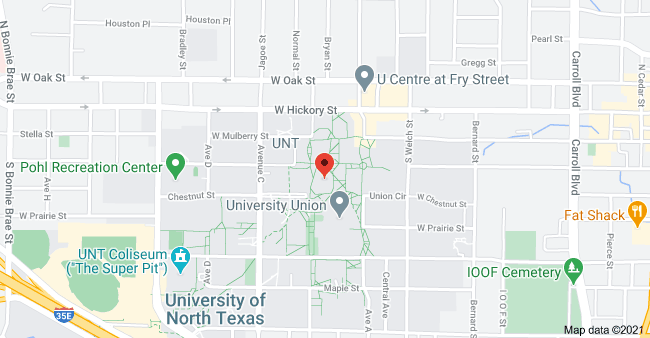 Houston Pl
Houston Pl
Pearl St
N Bonnie Brae St
Bradley St
Jagoe St
Normal St
Bryan St
Gregg St
Carroll Blvd
N Cedar St
W Oak St
W Oak St
U Centre at Fry Street
W Hickory St
Stella St
W Mulberry St
UNT
S Welch St
Bernard St
Carroll Blvd
Pohl Recreation Center
Ave D
Avenue C
Ave H
S Bonnie Brae St
Chestnut St
Union Cir
W Chestnut St
University Union
W Prairie St
W Prairie St
Fat Shack
Pierce St
UNT Coliseum
("The Super Pit")
Ave D
IOOF Cemetery
University of
North Texas
Maple St
Central Ave
Ave A
Bernard St
I O O F St
35E
Map data ©2021